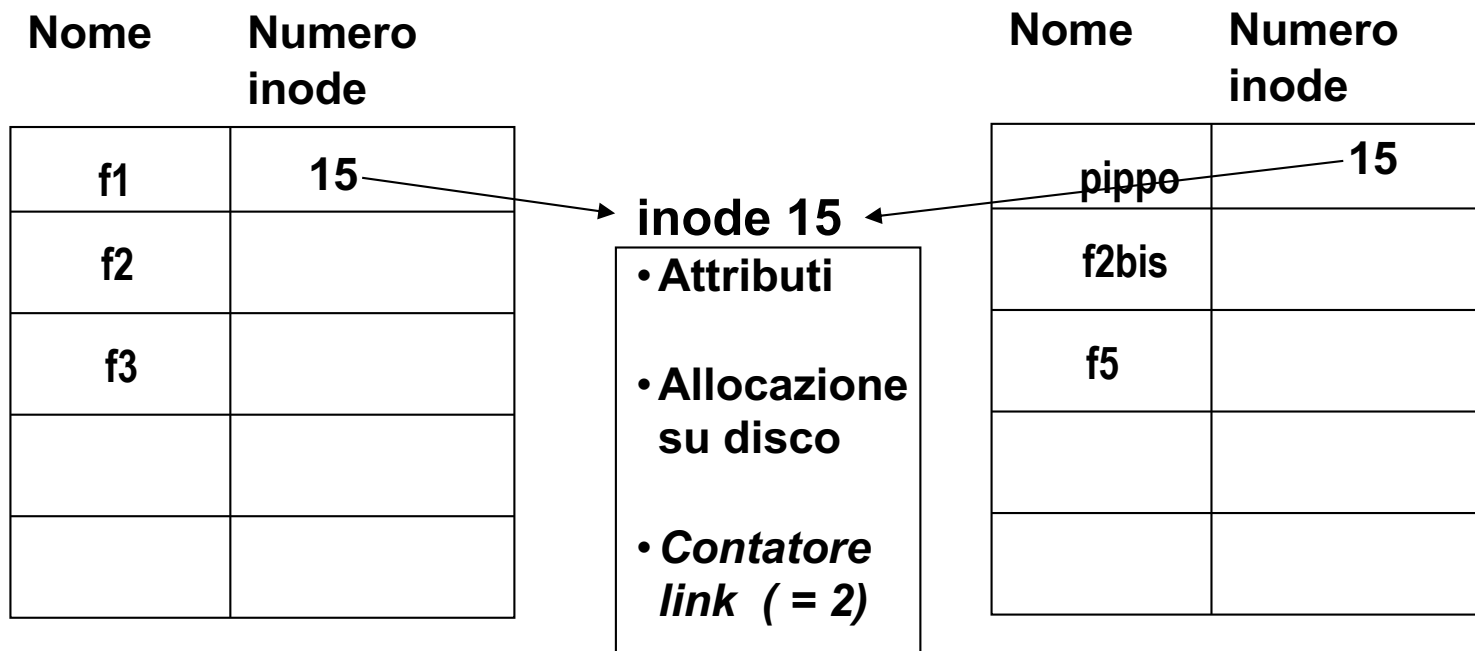 Nome Numero inode
f1 15
f2
f3
inode 15
• Attributi
• Allocazione
su disco
• Contatore
link ( = 2)
Nome Numero inode
pippo 15
f2bis
f5